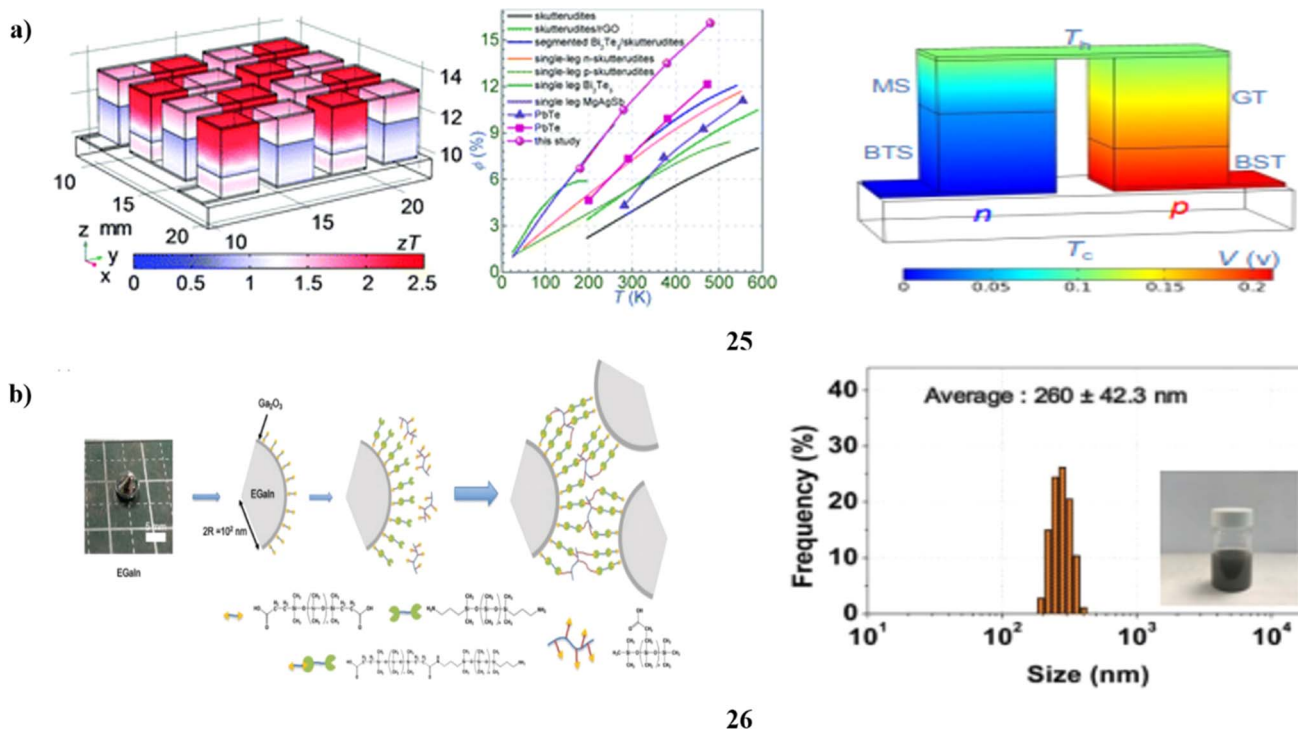 a)
14
12
10
10
15
20
mm
10
15
20
z
y
x
zT
0
0.5
1
1.5
2
2.5
skutterudites
skutterudites/rGO
segmented Bi2Te3/skutterudites
single-leg n-skutterudites
single-leg p-skutterudites
single leg Bi2Te3
single leg MgAgSb
PbTe
PbTe
this study
ϕ (%)
15
12
9
6
3
0
0 100 200 300 400 500 600
T (K)
Th
MS
GT
BTS
BST
n
p
Tc
V (v)
0
0.05
0.1
0.15
0.2
25
b)
Ga2O3
EGaIn
2R =10² nm
EGaIn
Average : 260 ± 42.3 nm
Frequency (%)
40
30
20
10
0
10¹
10²
10³
10⁴
Size (nm)
26